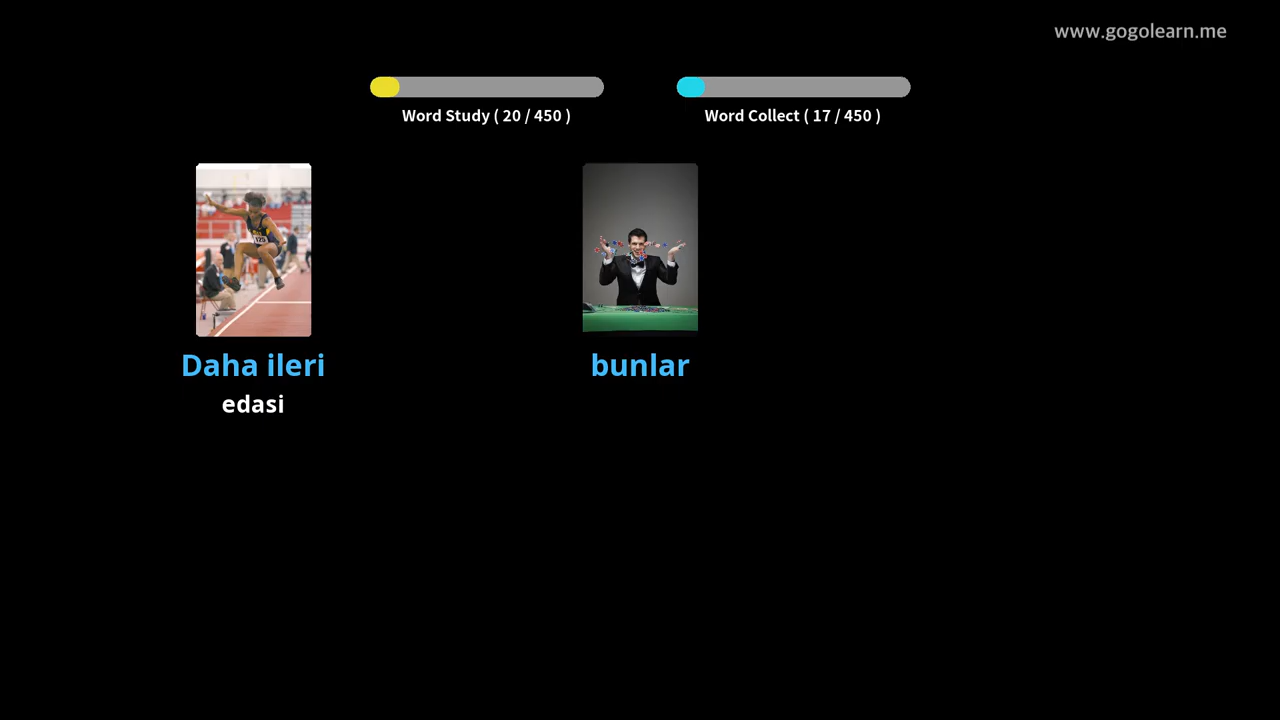 www.gogolearn.me
Word Study ( 20 / 450 )
Word Collect ( 17 / 450 )
Daha ileri
edasi
bunlar